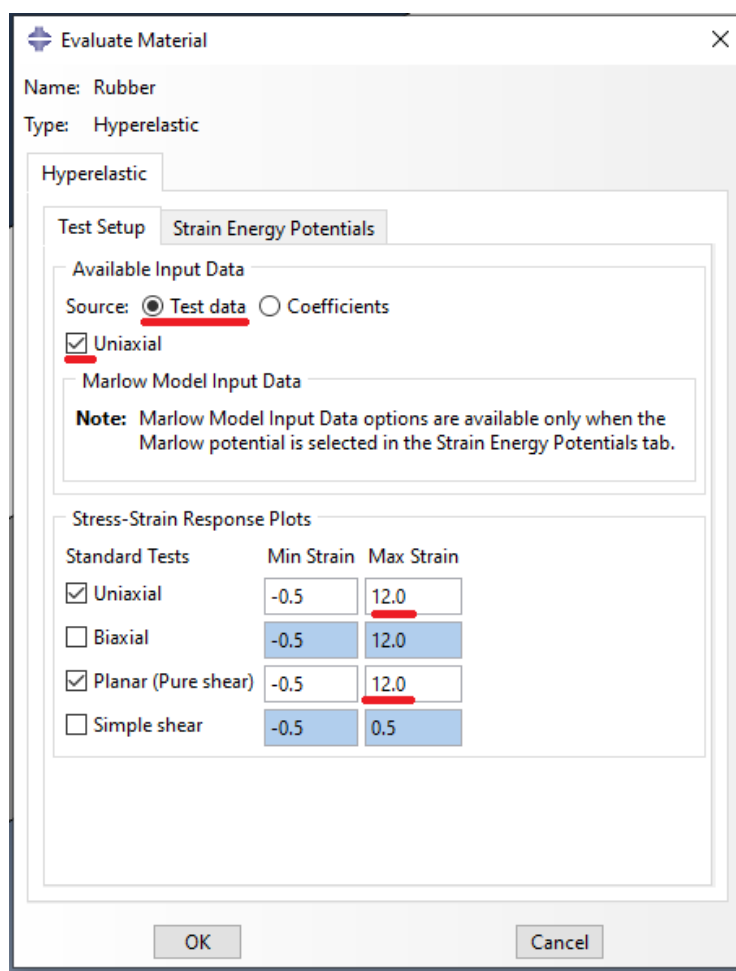 Evaluate Material
Name: Rubber
Type: Hyperelastic
Hyperelastic
Test Setup Strain Energy Potentials
Available Input Data
Source: Test data Coefficients
Uniaxial
Marlow Model Input Data
Note: Marlow Model Input Data options are available only when the
Marlow potential is selected in the Strain Energy Potentials tab.
Stress-Strain Response Plots
Standard Tests Min Strain Max Strain
Uniaxial -0.5 12.0
Biaxial -0.5 12.0
Planar (Pure shear) -0.5 12.0
Simple shear -0.5 0.5
OK Cancel